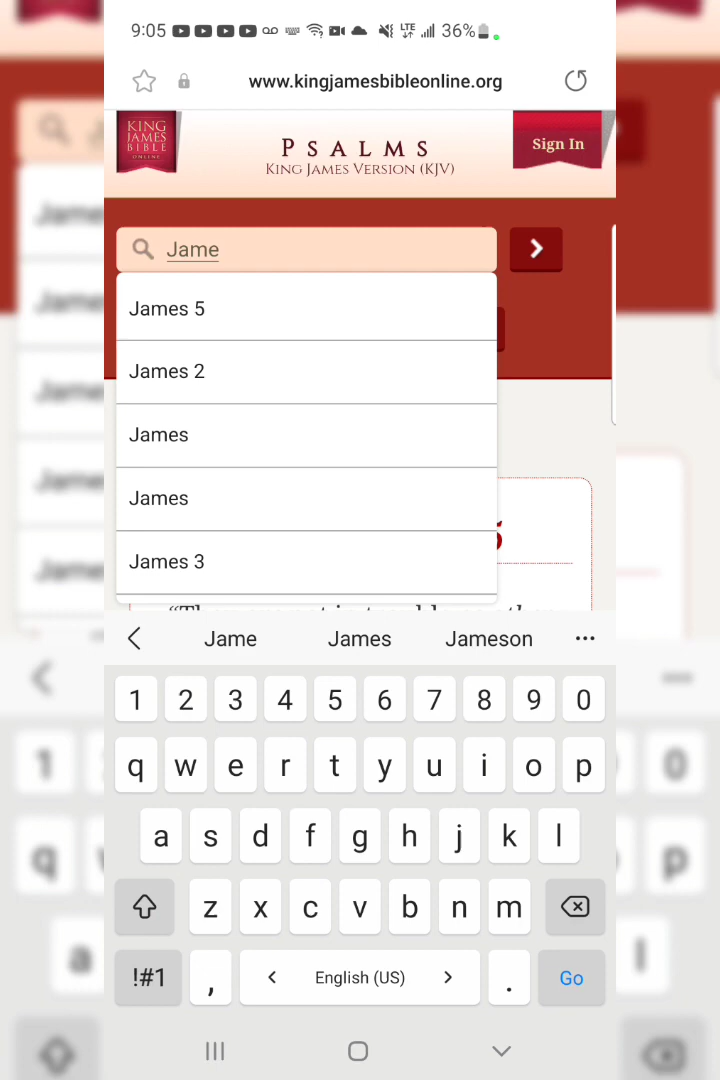 9:05 LTE 36%
www.kingjamesbibleonline.org
KING
JAMES
BIBLE
ONLINE
PSALMS
KING JAMES VERSION (KJV)
Sign In
Jame
James 5
James 2
James
James
James 3
Jame James Jameson
1 2 3 4 5 6 7 8 9 0
q w e r t y u i o p
a s d f g h j k l
z x c v b n m
!#1 , < English (US) > . Go